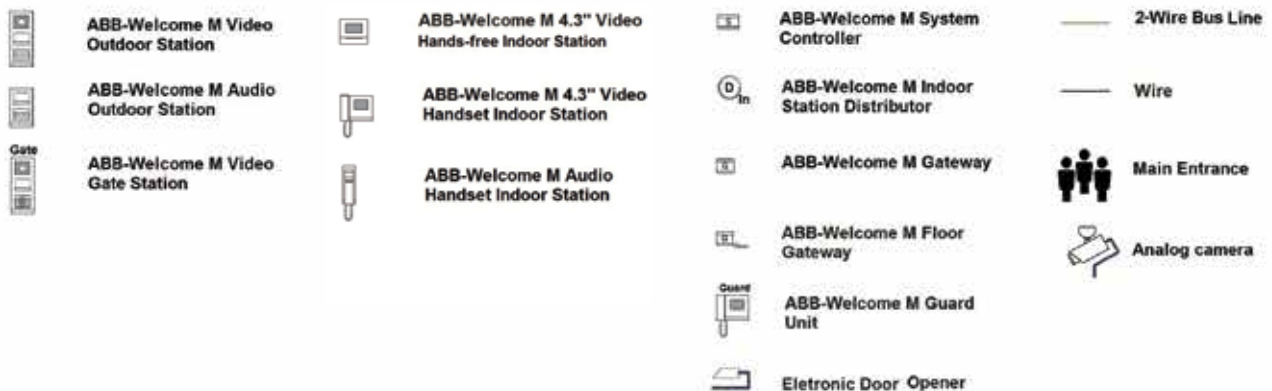 ABB-Welcome M Video
Outdoor Station
ABB-Welcome M Audio
Outdoor Station
Gate
ABB-Welcome M Video
Gate Station
ABB-Welcome M 4.3" Video
Hands-free Indoor Station
ABB-Welcome M 4.3" Video
Handset Indoor Station
ABB-Welcome M Audio
Handset Indoor Station
S
ABB-Welcome M System
Controller
D
In
ABB-Welcome M Indoor
Station Distributor
ABB-Welcome M Gateway
ABB-Welcome M Floor
Gateway
Guard
ABB-Welcome M Guard
Unit
Eletronic Door Opener
2-Wire Bus Line
Wire
Main Entrance
Analog camera